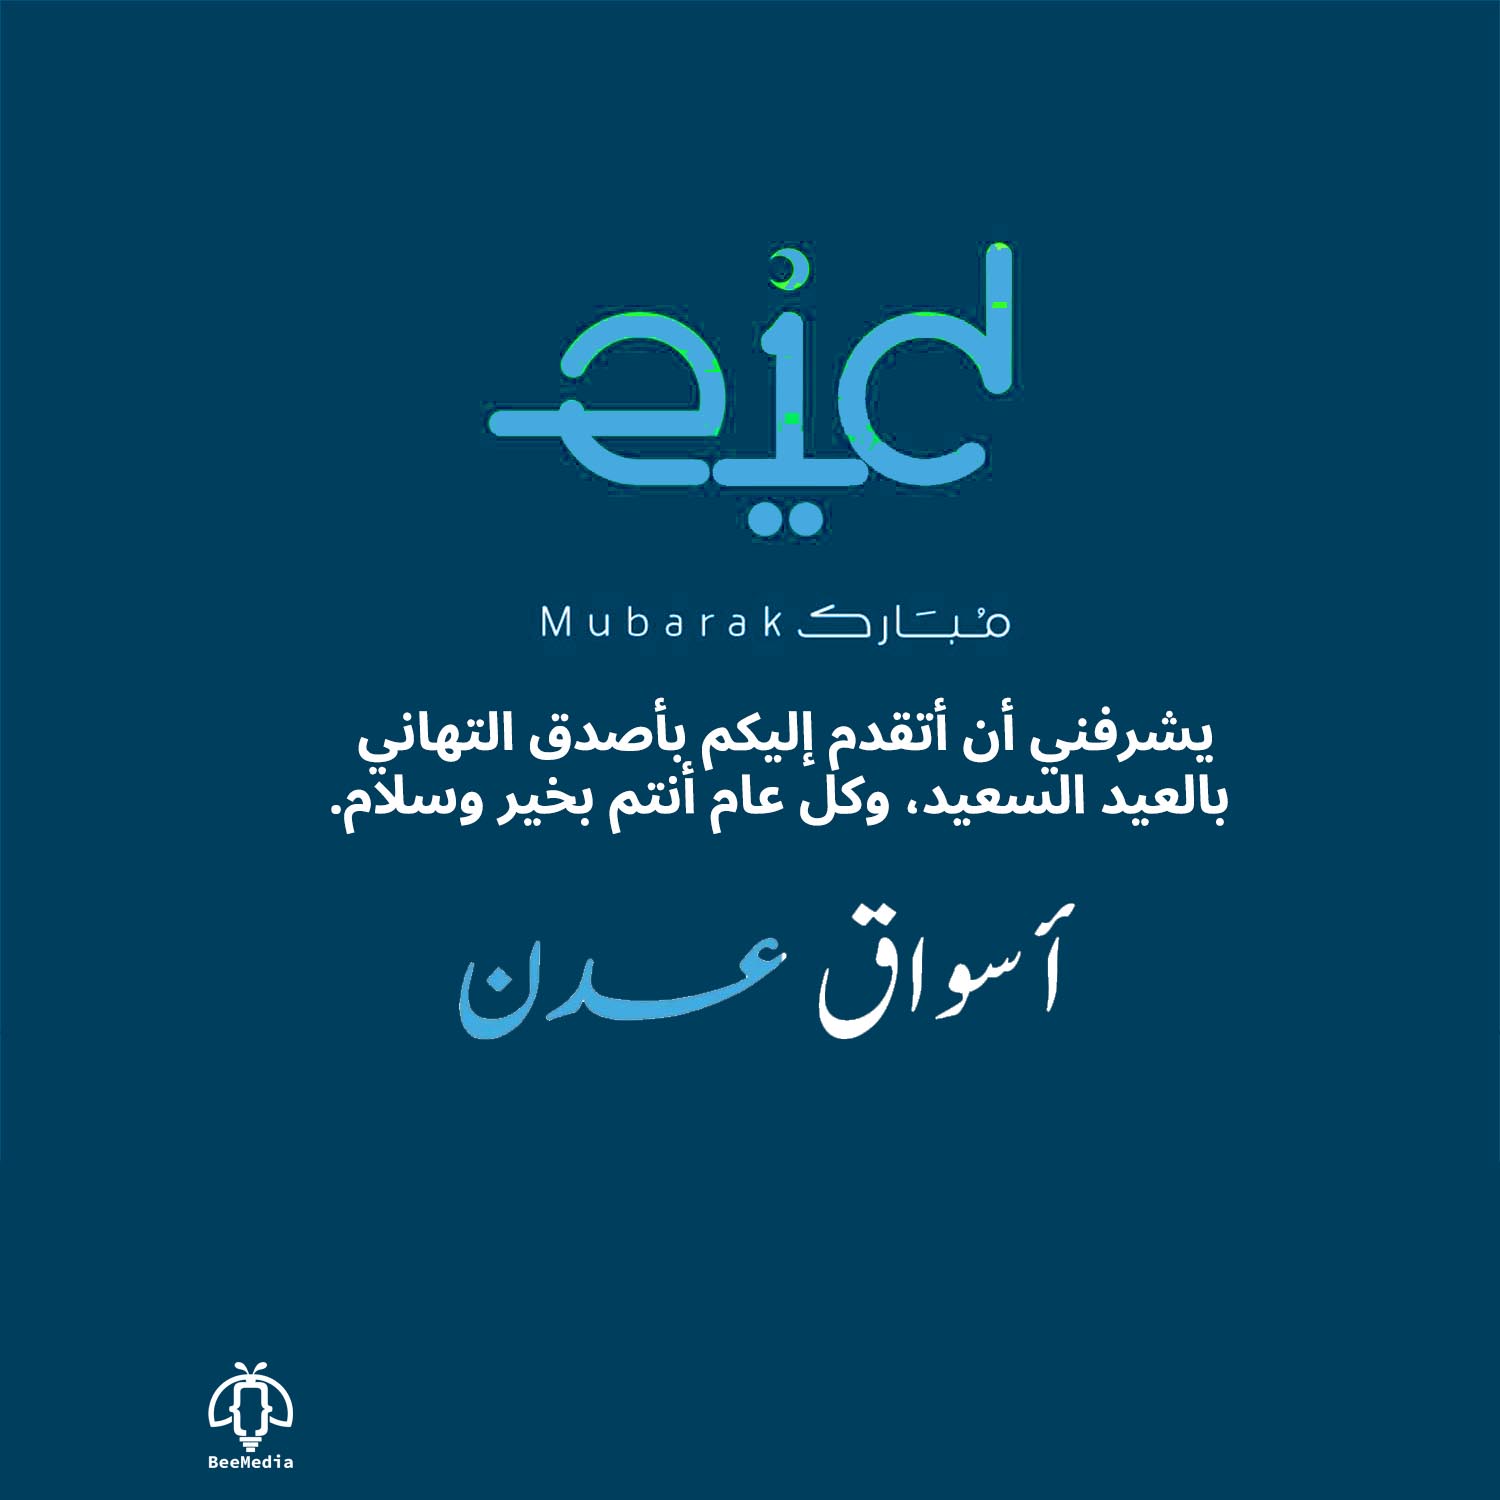 eid
Mubarak مُبَارك
يشرفني أن أتقدم إليكم بأصدق التهاني
بالعيد السعيد، وكل عام أنتم بخير وسلام.
أسواق عدن
BeeMedia